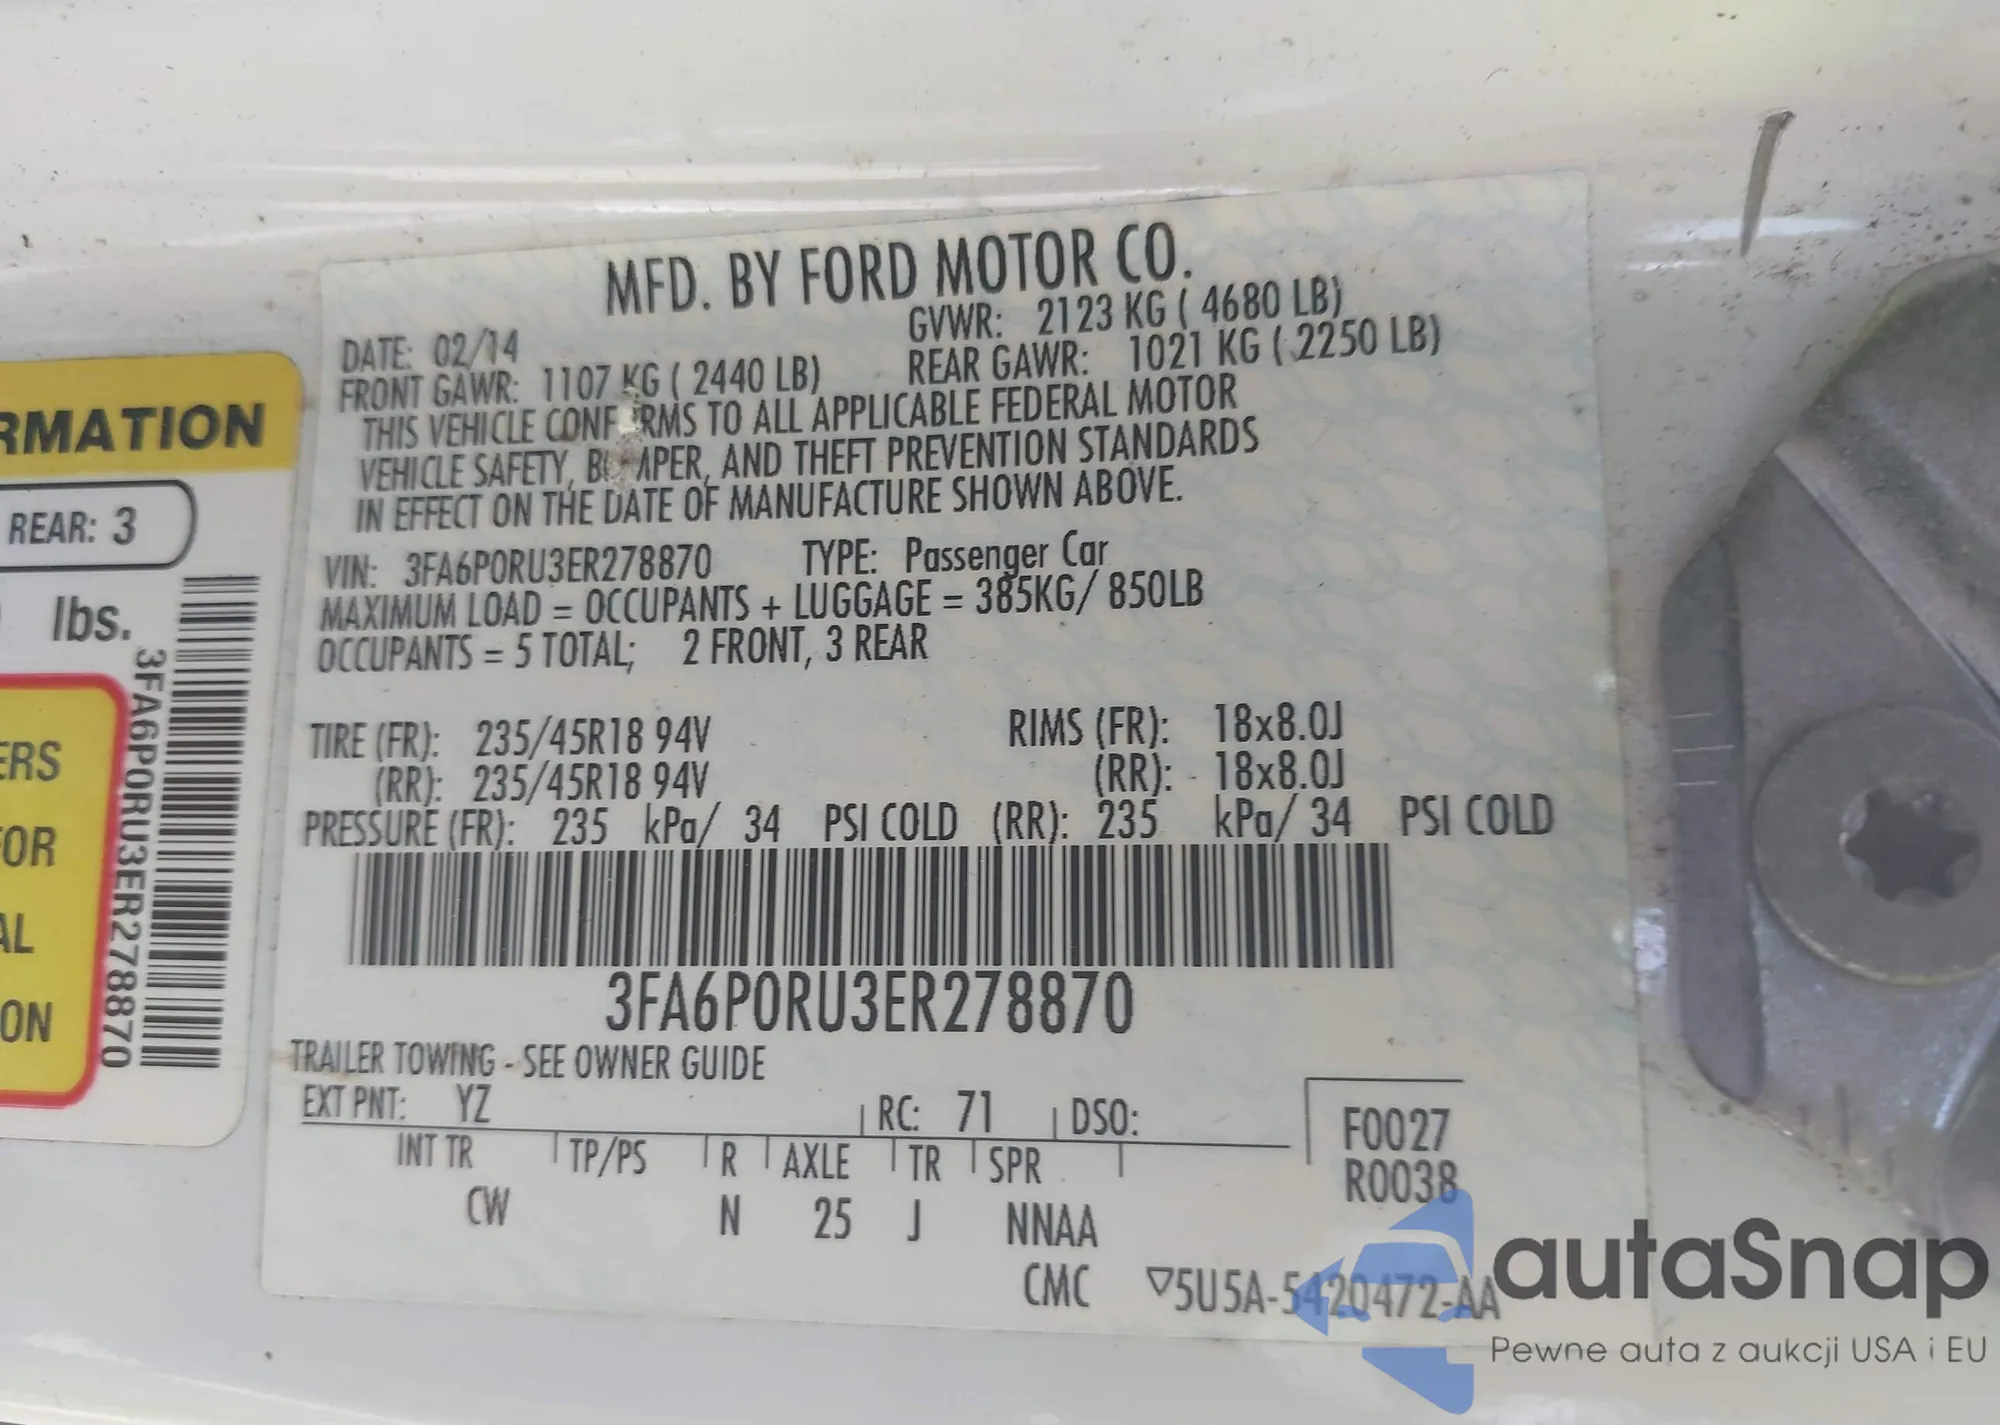 MFD. BY FORD MOTOR CO.
DATE: 02/14 GVWR: 2123 KG ( 4680 LB)
FRONT GAWR: 1107 KG ( 2440 LB) REAR GAWR: 1021 KG ( 2250 LB)
THIS VEHICLE CONFORMS TO ALL APPLICABLE FEDERAL MOTOR
VEHICLE SAFETY, BUMPER, AND THEFT PREVENTION STANDARDS
IN EFFECT ON THE DATE OF MANUFACTURE SHOWN ABOVE.
VIN: 3FA6P0RU3ER278870 TYPE: Passenger Car
MAXIMUM LOAD = OCCUPANTS + LUGGAGE = 385KG/ 850LB
OCCUPANTS = 5 TOTAL; 2 FRONT, 3 REAR
TIRE (FR): 235/45R18 94V RIMS (FR): 18x8.0J
(RR): 235/45R18 94V (RR): 18x8.0J
PRESSURE (FR): 235 kPa/ 34 PSI COLD (RR): 235 kPa/ 34 PSI COLD
3FA6P0RU3ER278870
TRAILER TOWING - SEE OWNER GUIDE
EXT PNT: YZ RC: 71 DSO:
INT TR TP/PS R AXLE TR SPR
CW N 25 J NNAA
CMC
F0027
R0038
▽5U5A-5420472-AA
RMATION
REAR: 3
lbs.
3FA6P0RU3ER278870
ERS
FOR
AL
ON
autaSnap
Pewne auta z aukcji USA i EU